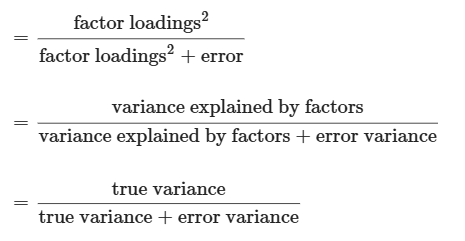 = factor loadings² / factor loadings² + error
= variance explained by factors / variance explained by factors + error variance
= true variance / true variance + error variance